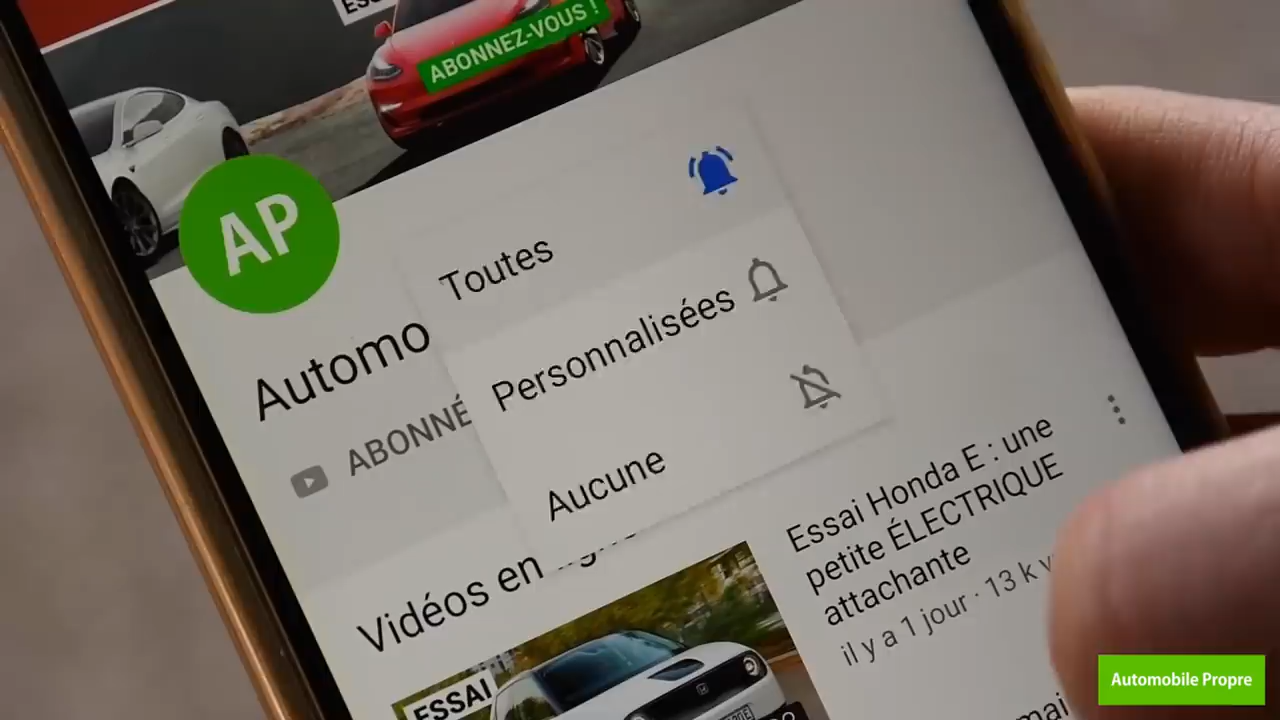 ABONNEZ-VOUS !
AP
Toutes
Personnalisées
Aucune
Automo
ABONNÉ
Vidéos en
Essai Honda E : une
petite ÉLECTRIQUE
attachante
il y a 1 jour · 13 k v
ESSAI
Automobile Propre